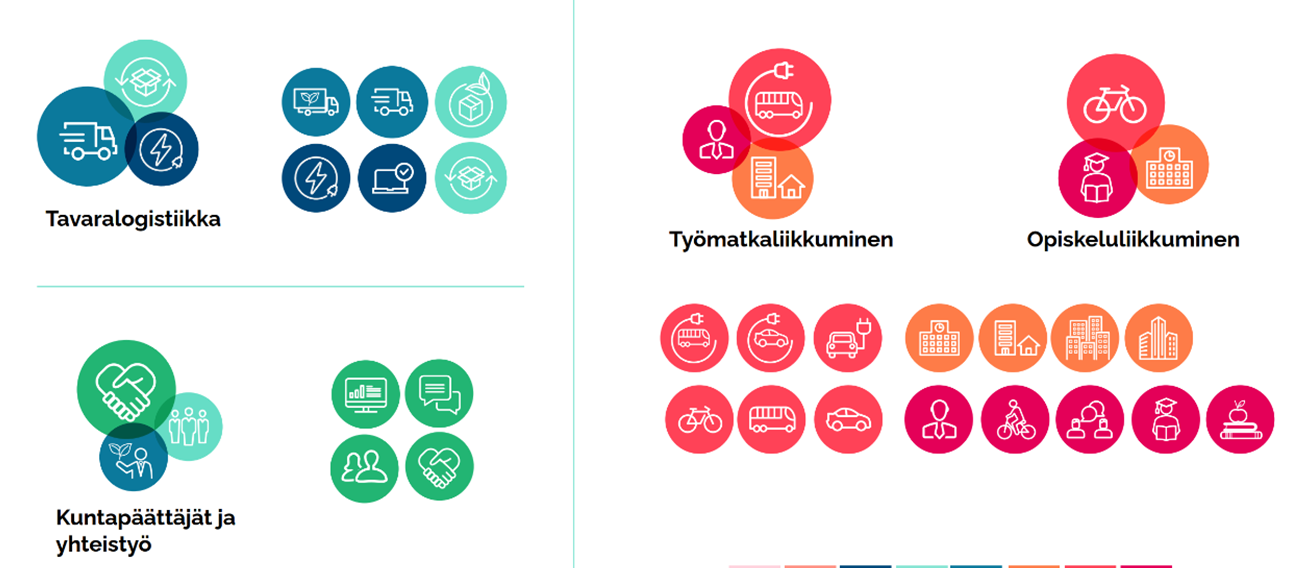 Tavaralogistiikka
Työmatkaliikkuminen
Opiskeluliikkuminen
Kuntapäättäjät ja
yhteistyö